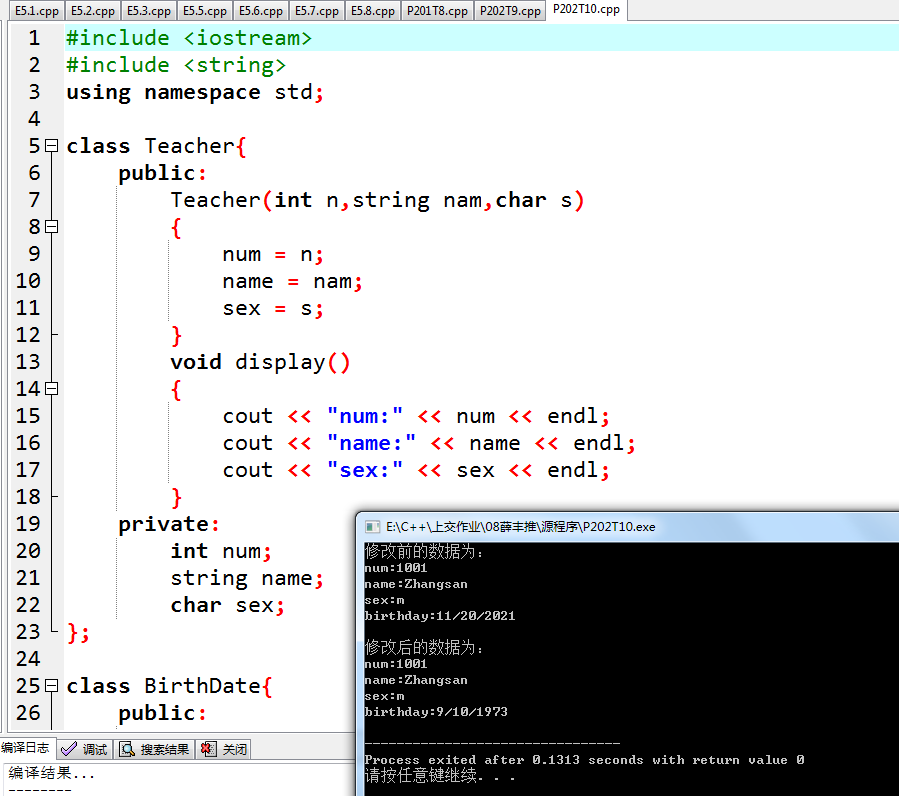 E5.1.cpp E5.2.cpp E5.3.cpp E5.5.cpp E5.6.cpp E5.7.cpp E5.8.cpp P201T8.cpp P202T9.cpp P202T10.cpp
1 #include <iostream>
2 #include <string>
3 using namespace std;
4
5 class Teacher{
6 public:
7 Teacher(int n,string nam,char s)
8 {
9 num = n;
10 name = nam;
11 sex = s;
12 }
13 void display()
14 {
15 cout << "num:" << num << endl;
16 cout << "name:" << name << endl;
17 cout << "sex:" << sex << endl;
18 }
19 private:
20 int num;
21 string name;
22 char sex;
23 };
24
25 class BirthDate{
26 public:
E:\C++\上交作业\08薛丰推\源程序\P202T10.exe
修改前的数据为:
num:1001
name:Zhangsan
sex:m
birthday:11/20/2021
修改后的数据为:
num:1001
name:Zhangsan
sex:m
birthday:9/10/1973
--------------------------------
Process exited after 0.1313 seconds with return value 0
请按任意键继续. . .
编译日志 调试 搜索结果 关闭
编译结果...
--------